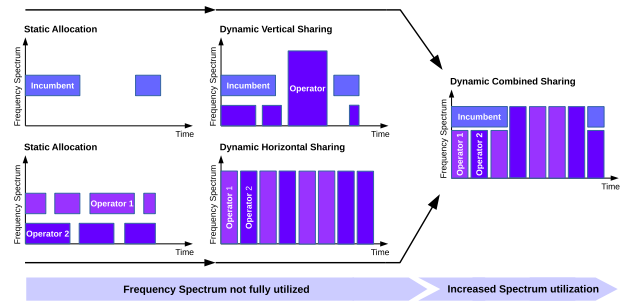 Static Allocation
Frequency Spectrum
Incumbent
Time
Dynamic Vertical Sharing
Frequency Spectrum
Incumbent
Operator
Time
Static Allocation
Frequency Spectrum
Operator 1
Operator 2
Time
Dynamic Horizontal Sharing
Frequency Spectrum
Operator 1
Operator 2
Time
Dynamic Combined Sharing
Frequency Spectrum
Incumbent
Operator 1
Operator 2
Time
Frequency Spectrum not fully utilized
Increased Spectrum utilization